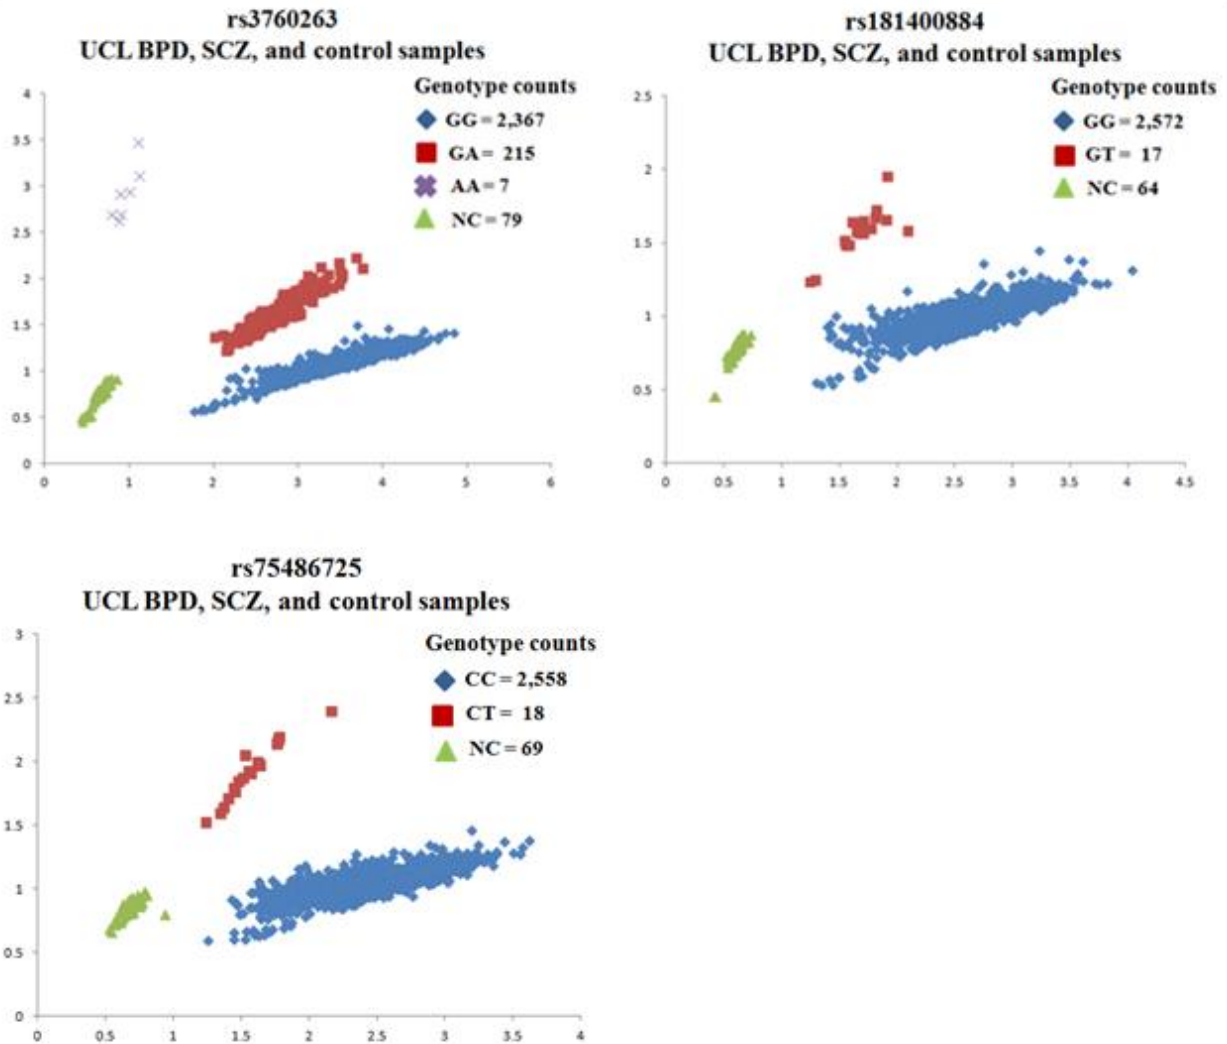 rs3760263
UCL BPD, SCZ, and control samples
Genotype counts
GG = 2,367
GA = 215
AA = 7
NC = 79
4
3.5
3
2.5
2
1.5
1
0.5
0
0 1 2 3 4 5 6
rs181400884
UCL BPD, SCZ, and control samples
Genotype counts
GG = 2,572
GT = 17
NC = 64
2.5
2
1.5
1
0.5
0
0 0.5 1 1.5 2 2.5 3 3.5 4 4.5
rs75486725
UCL BPD, SCZ, and control samples
Genotype counts
CC = 2,558
CT = 18
NC = 69
3
2.5
2
1.5
1
0.5
0
0 0.5 1 1.5 2 2.5 3 3.5 4